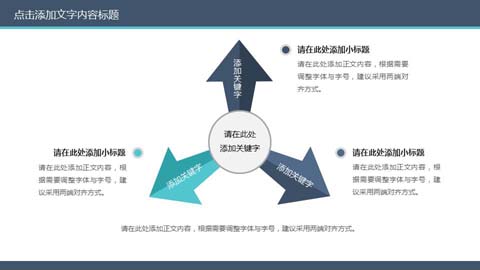 点击添加文字内容标题
请在此处添加小标题
请在此处添加正文内容，根据需要
调整字体与字号，建议采用两端对
齐方式。
添加关键字
请在此处
添加关键字
请在此处添加小标题
请在此处添加正文内容，根
据需要调整字体与字号，建
议采用两端对齐方式。
添加关键字
添加关键字
请在此处添加小标题
请在此处添加正文内容，根
据需要调整字体与字号，建
议采用两端对齐方式。
请在此处添加正文内容，根据需要调整字体与字号，建议采用两端对齐方式。